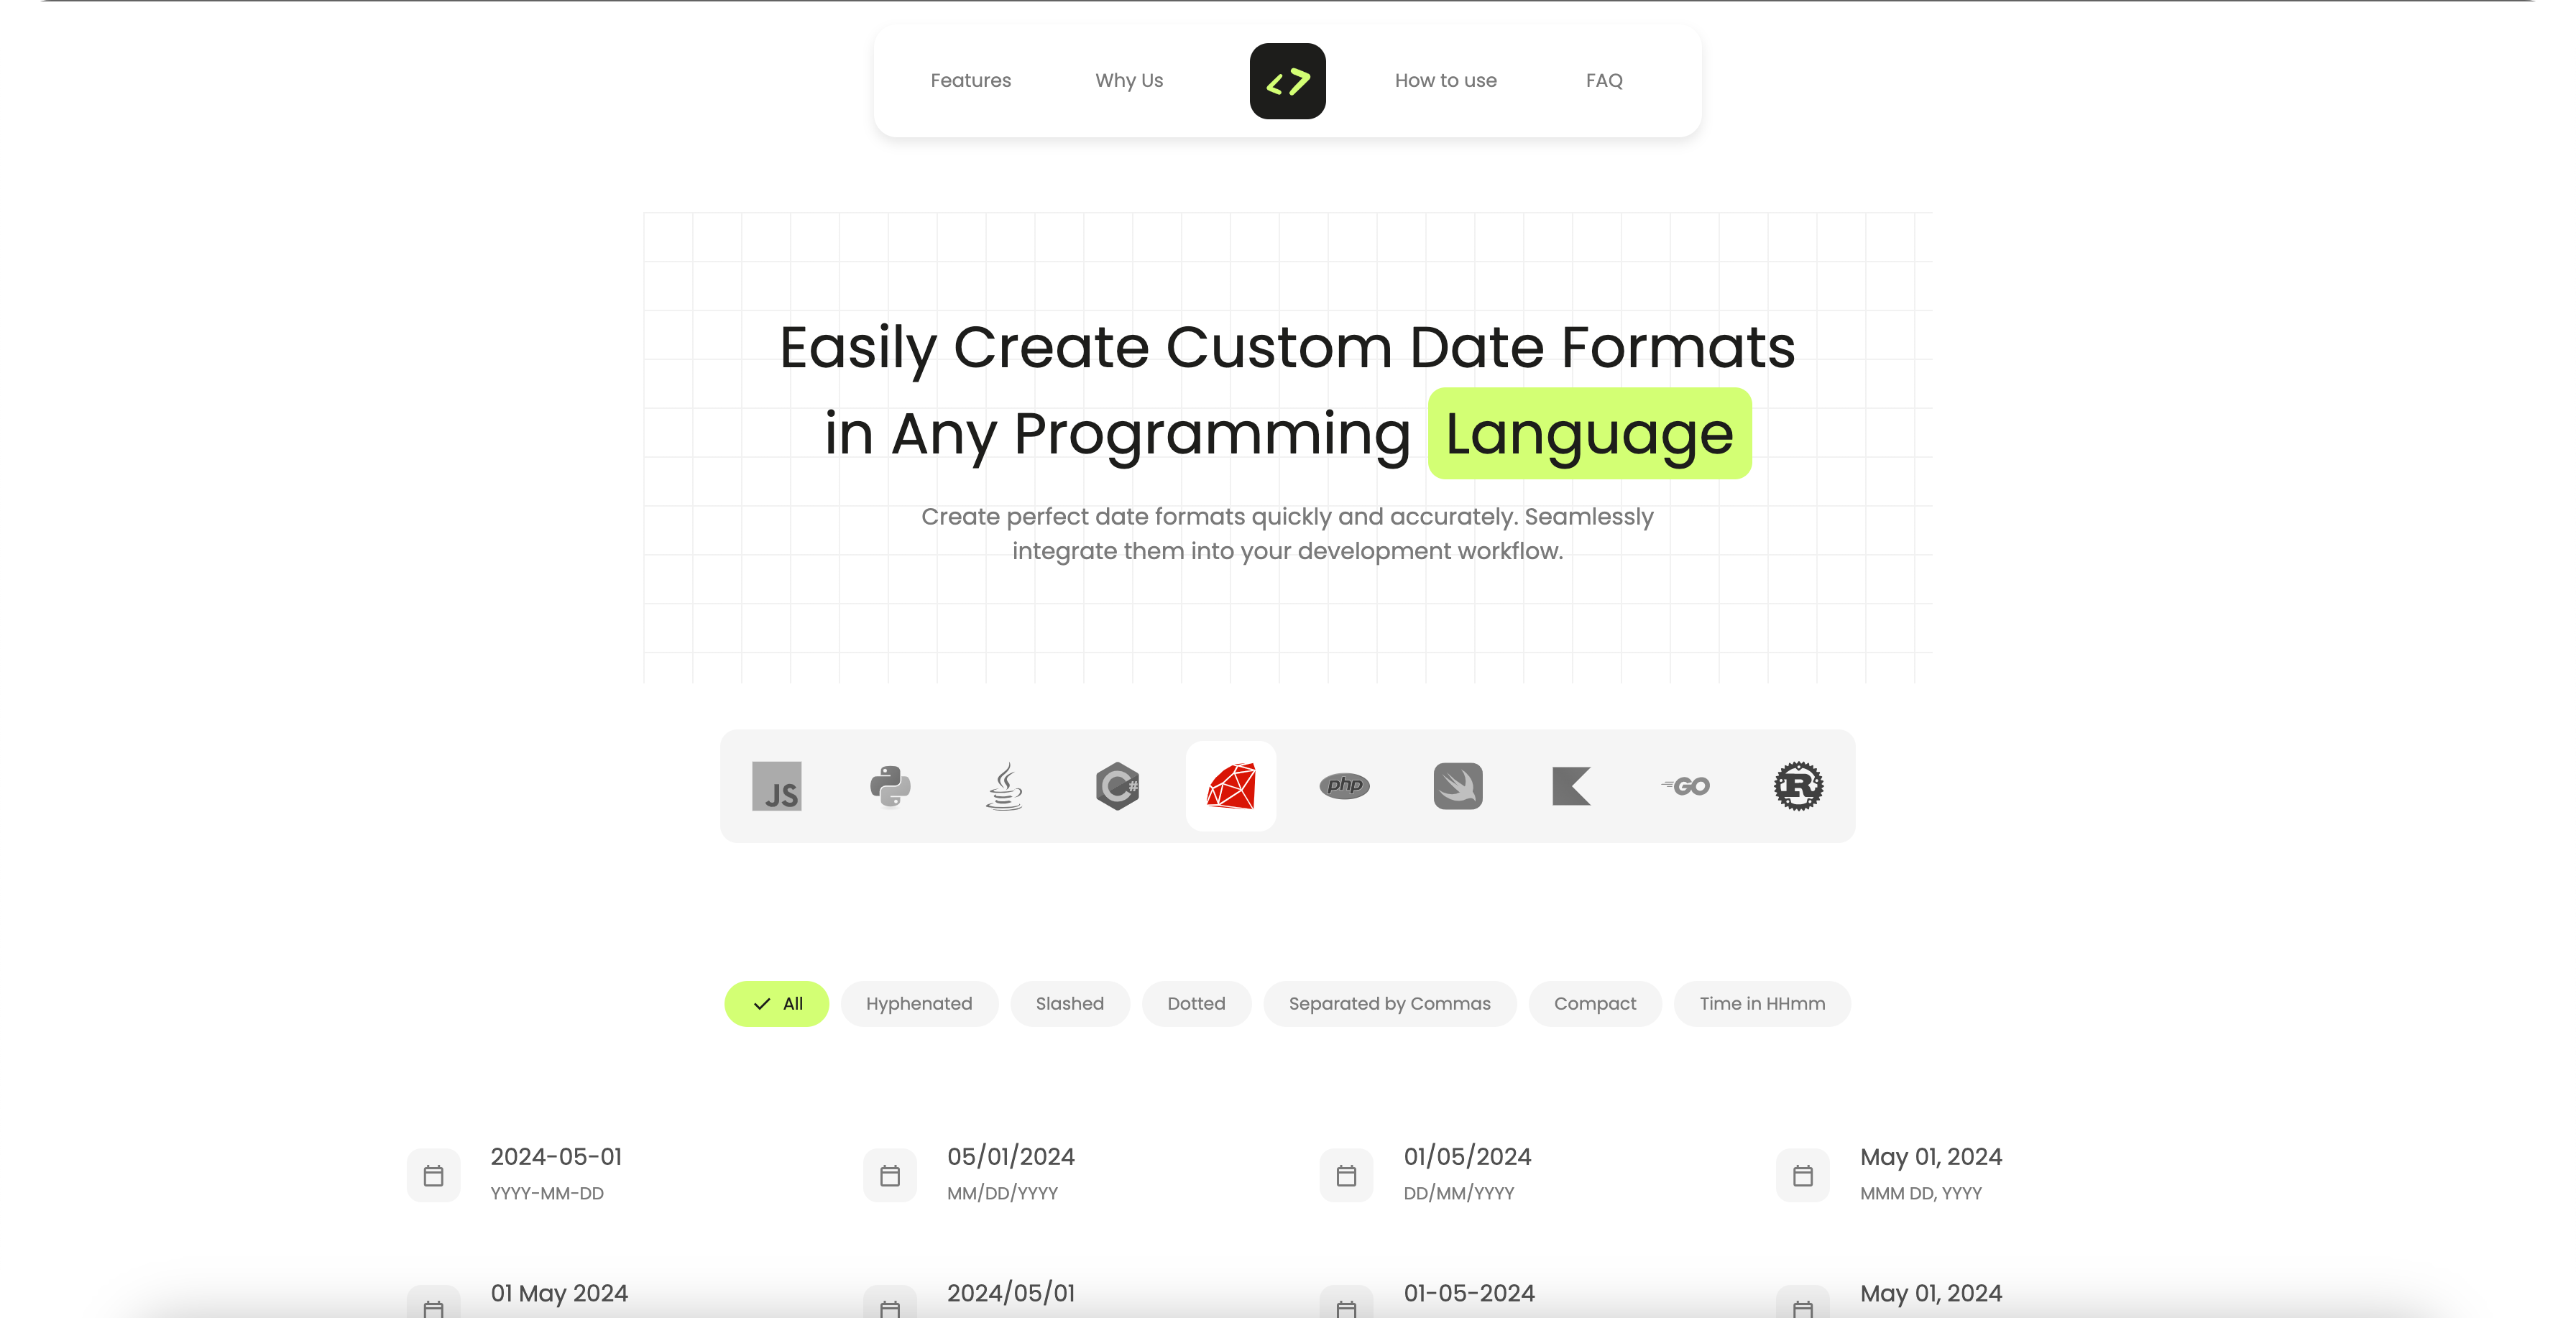 Features
Why Us
How to use
FAQ
Easily Create Custom Date Formats
in Any Programming Language
Create perfect date formats quickly and accurately. Seamlessly
integrate them into your development workflow.
JS
C#
php
GO
R
All
Hyphenated
Slashed
Dotted
Separated by Commas
Compact
Time in HHmm
2024-05-01
YYYY-MM-DD
05/01/2024
MM/DD/YYYY
01/05/2024
DD/MM/YYYY
May 01, 2024
MMM DD, YYYY
01 May 2024
2024/05/01
01-05-2024
May 01, 2024